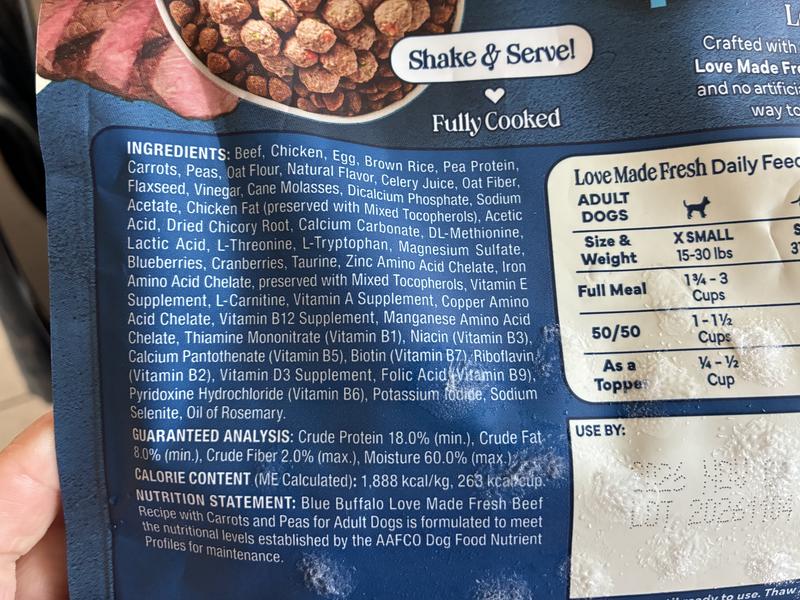 Shake & Serve!
Fully Cooked
L
Crafted with
Love Made Fre
and no artificia
way to
INGREDIENTS: Beef, Chicken, Egg, Brown Rice, Pea Protein,
Carrots, Peas, Oat Flour, Natural Flavor, Celery Juice, Oat Fiber,
Flaxseed, Vinegar, Cane Molasses, Dicalcium Phosphate, Sodium
Acetate, Chicken Fat (preserved with Mixed Tocopherols), Acetic
Acid, Dried Chicory Root, Calcium Carbonate, DL-Methionine,
Lactic Acid, L-Threonine, L-Tryptophan, Magnesium Sulfate,
Blueberries, Cranberries, Taurine, Zinc Amino Acid Chelate, Iron
Amino Acid Chelate, preserved with Mixed Tocopherols, Vitamin E
Supplement, L-Carnitine, Vitamin A Supplement, Copper Amino
Acid Chelate, Vitamin B12 Supplement, Manganese Amino Acid
Chelate, Thiamine Mononitrate (Vitamin B1), Niacin (Vitamin B3),
Calcium Pantothenate (Vitamin B5), Biotin (Vitamin B7), Riboflavin
(Vitamin B2), Vitamin D3 Supplement, Folic Acid (Vitamin B9),
Pyridoxine Hydrochloride (Vitamin B6), Potassium Iodide, Sodium
Selenite, Oil of Rosemary.
GUARANTEED ANALYSIS: Crude Protein 18.0% (min.), Crude Fat
8.0% (min.), Crude Fiber 2.0% (max.), Moisture 60.0% (max.)
CALORIE CONTENT (ME Calculated): 1,888 kcal/kg, 263 kcal/cup.
NUTRITION STATEMENT: Blue Buffalo Love Made Fresh Beef
Recipe with Carrots and Peas for Adult Dogs is formulated to meet
the nutritional levels established by the AAFCO Dog Food Nutrient
Profiles for maintenance.
Love Made Fresh Daily Feed
ADULT
DOGS
Size & X SMALL S
Weight 15-30 lbs 3
Full Meal 1¾ - 3
Cups
50/50 1 - 1½
Cups
As a ¼ - ½
Toppe Cup
USE BY:
2026 NOV
LOT 
ready to use. Thaw